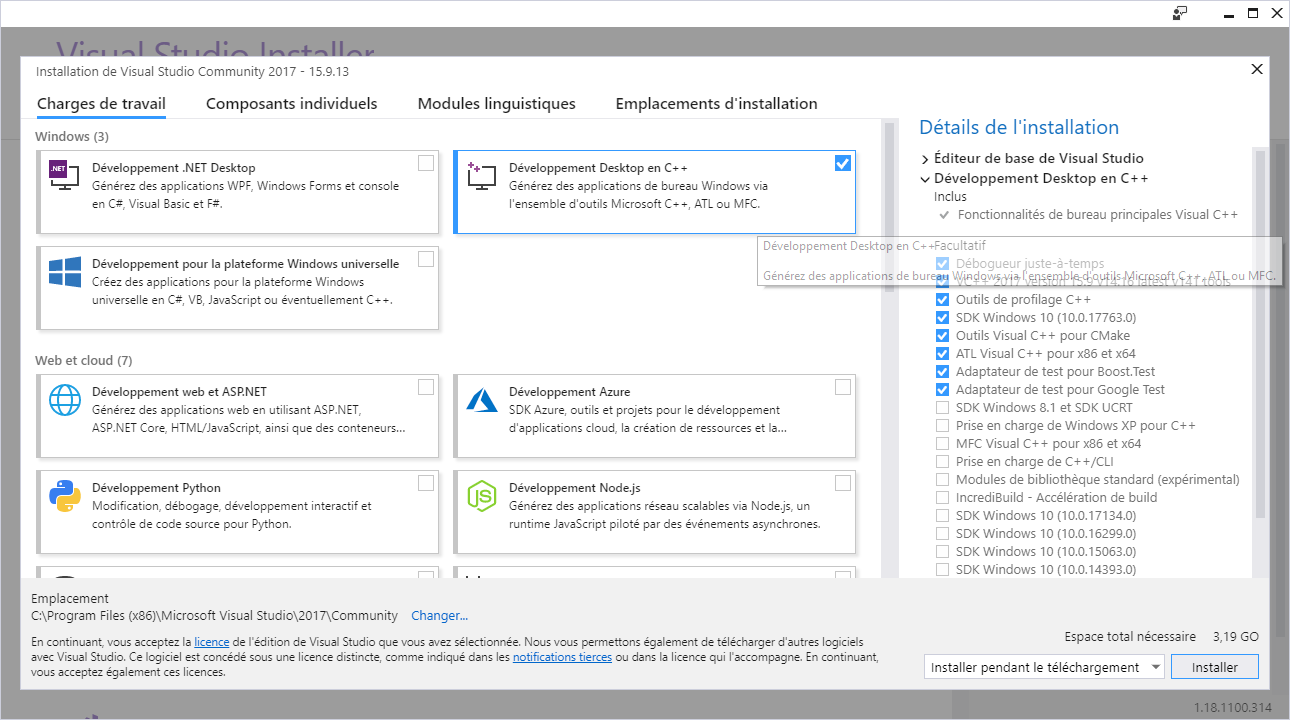 Visual Studio Installer
Installation de Visual Studio Community 2017 - 15.9.13
Charges de travail
Composants individuels
Modules linguistiques
Emplacements d'installation
Windows (3)
.NET
Développement .NET Desktop
Générez des applications WPF, Windows Forms et console
en C#, Visual Basic et F#.
Développement Desktop en C++
Générez des applications de bureau Windows via
l'ensemble d'outils Microsoft C++, ATL ou MFC.
Développement pour la plateforme Windows universelle
Créez des applications pour la plateforme Windows
universelle en C#, VB, JavaScript ou éventuellement C++.
Web et cloud (7)
Développement web et ASP.NET
Générez des applications web en utilisant ASP.NET,
ASP.NET Core, HTML/JavaScript, ainsi que des conteneurs...
Développement Azure
SDK Azure, outils et projets pour le développement
d'applications cloud, la création de ressources et la...
Développement Python
Modification, débogage, développement interactif et
contrôle de code source pour Python.
JS
Développement Node.js
Générez des applications réseau scalables via Node.js, un
runtime JavaScript piloté par des événements asynchrones.
Détails de l'installation
Éditeur de base de Visual Studio
Développement Desktop en C++
Inclus
Fonctionnalités de bureau principales Visual C++
Développement Desktop en C++
Générez des applications de bureau Windows via l'ensemble d'outils Microsoft C++, ATL ou MFC.
Facultatif
Débogueur juste-à-temps
VC++ 2017 version 15.9 v14.16 latest v141 tools
Outils de profilage C++
SDK Windows 10 (10.0.17763.0)
Outils Visual C++ pour CMake
ATL Visual C++ pour x86 et x64
Adaptateur de test pour Boost.Test
Adaptateur de test pour Google Test
SDK Windows 8.1 et SDK UCRT
Prise en charge de Windows XP pour C++
MFC Visual C++ pour x86 et x64
Prise en charge de C++/CLI
Modules de bibliothèque standard (expérimental)
IncrediBuild - Accélération de build
SDK Windows 10 (10.0.17134.0)
SDK Windows 10 (10.0.16299.0)
SDK Windows 10 (10.0.15063.0)
SDK Windows 10 (10.0.14393.0)
Emplacement
C:\Program Files (x86)\Microsoft Visual Studio\2017\Community Changer...
En continuant, vous acceptez la licence de l'édition de Visual Studio que vous avez sélectionnée. Nous vous permettons également de télécharger d'autres logiciels
avec Visual Studio. Ce logiciel est concédé sous une licence distincte, comme indiqué dans les notifications tierces ou dans la licence qui l'accompagne. En continuant,
vous acceptez également ces licences.
Espace total nécessaire 3,19 GO
Installer pendant le téléchargement
Installer
1.18.1100.314